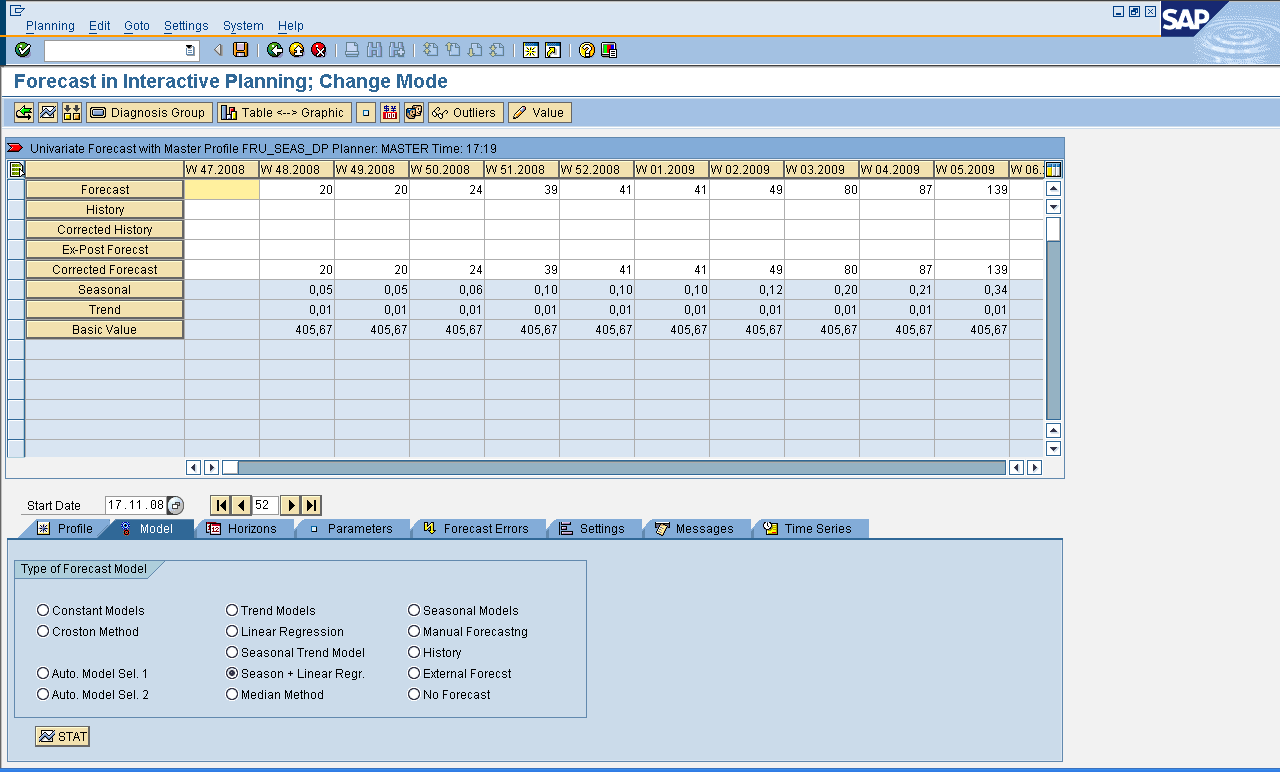 Planning Edit Goto Settings System Help
SAP
Forecast in Interactive Planning; Change Mode
Diagnosis Group Table <--> Graphic Outliers Value
Univariate Forecast with Master Profile FRU_SEAS_DP Planner: MASTER Time: 17:19
W 47.2008 W 48.2008 W 49.2008 W 50.2008 W 51.2008 W 52.2008 W 01.2009 W 02.2009 W 03.2009 W 04.2009 W 05.2009 W 06.
Forecast 20 20 24 39 41 41 49 80 87 139
History
Corrected History
Ex-Post Forecst
Corrected Forecast 20 20 24 39 41 41 49 80 87 139
Seasonal 0,05 0,05 0,06 0,10 0,10 0,10 0,12 0,20 0,21 0,34
Trend 0,01 0,01 0,01 0,01 0,01 0,01 0,01 0,01 0,01 0,01
Basic Value 405,67 405,67 405,67 405,67 405,67 405,67 405,67 405,67 405,67 405,67
Start Date 17.11.08 52
Profile Model Horizons Parameters Forecast Errors Settings Messages Time Series
Type of Forecast Model
Constant Models Trend Models Seasonal Models
Croston Method Linear Regression Manual Forecastng
Seasonal Trend Model History
Auto. Model Sel. 1 Season + Linear Regr. External Forecst
Auto. Model Sel. 2 Median Method No Forecast
STAT